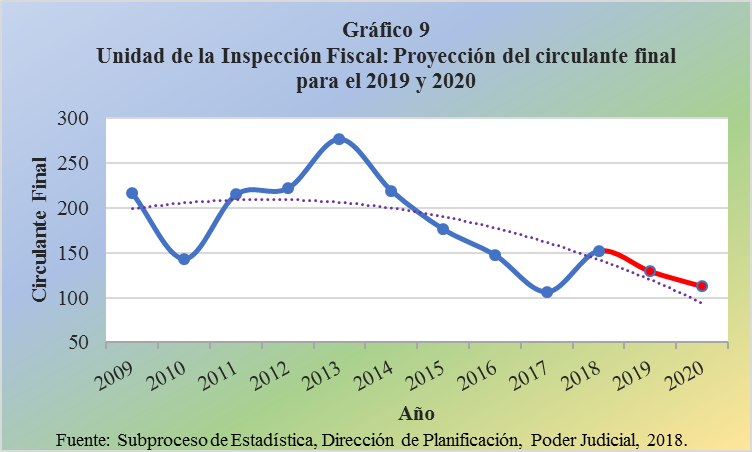 Gráfico 9
Unidad de la Inspección Fiscal: Proyección del circulante final
para el 2019 y 2020
300
250
200
150
100
50
Circulante Final
2009 2010 2011 2012 2013 2014 2015 2016 2017 2018 2019 2020
Año
Fuente: Subproceso de Estadística, Dirección de Planificación, Poder Judicial, 2018.